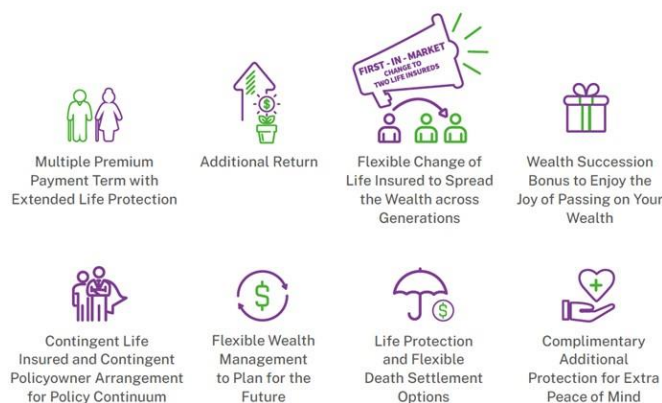 FIRST-IN-MARKET
CHANGE TO
TWO LIFE INSUREDS
$
Multiple Premium
Payment Term with
Extended Life Protection
Additional Return
Flexible Change of
Life Insured to Spread
the Wealth across
Generations
Wealth Succession
Bonus to Enjoy the
Joy of Passing on Your
Wealth
$
$
Contingent Life
Insured and Contingent
Policyowner Arrangement
for Policy Continuum
Flexible Wealth
Management
to Plan for the
Future
Life Protection
and Flexible
Death Settlement
Options
Complimentary
Additional
Protection for Extra
Peace of Mind